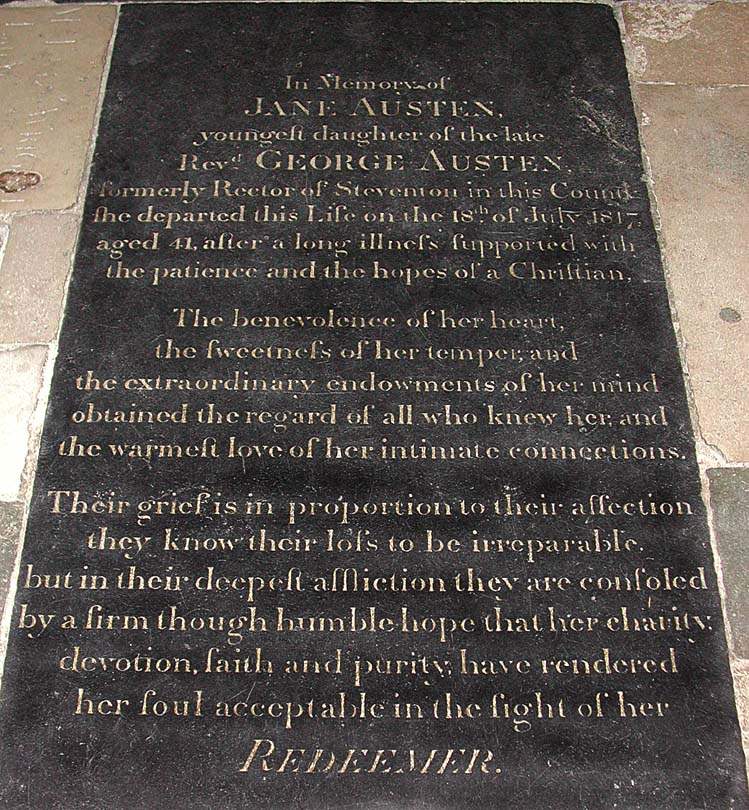 In Memory of
JANE AUSTEN,
youngeſt daughter of the late
Revᵈ GEORGE AUSTEN,
formerly Rector of Steventon in this County
ſhe departed this Life on the 18ᵗʰ of July 1817,
aged 41, after a long illneſs ſupported with
the patience and the hopes of a Chriſtian.
The benevolence of her heart,
the ſweetneſs of her temper, and
the extraordinary endowments of her mind
obtained the regard of all who knew her, and
the warmeſt love of her intimate connections.
Their grief is in proportion to their affection
they know their loſs to be irreparable,
but in their deepeſt affliction they are conſoled
by a firm though humble hope that her charity,
devotion, faith and purity, have rendered
her ſoul acceptable in the ſight of her
REDEEMER.